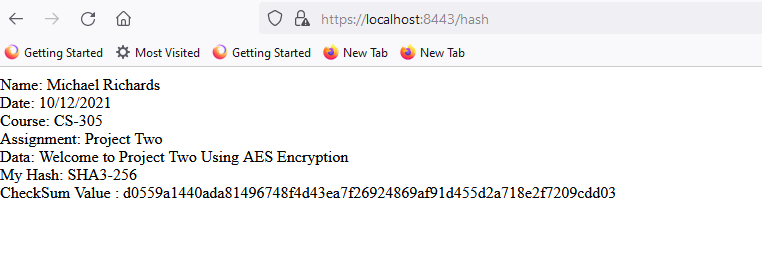 https://localhost:8443/hash
Getting Started Most Visited Getting Started New Tab New Tab
Name: Michael Richards
Date: 10/12/2021
Course: CS-305
Assignment: Project Two
Data: Welcome to Project Two Using AES Encryption
My Hash: SHA3-256
CheckSum Value : d0559a1440ada81496748f4d43ea7f26924869af91d455d2a718e2f7209cdd03